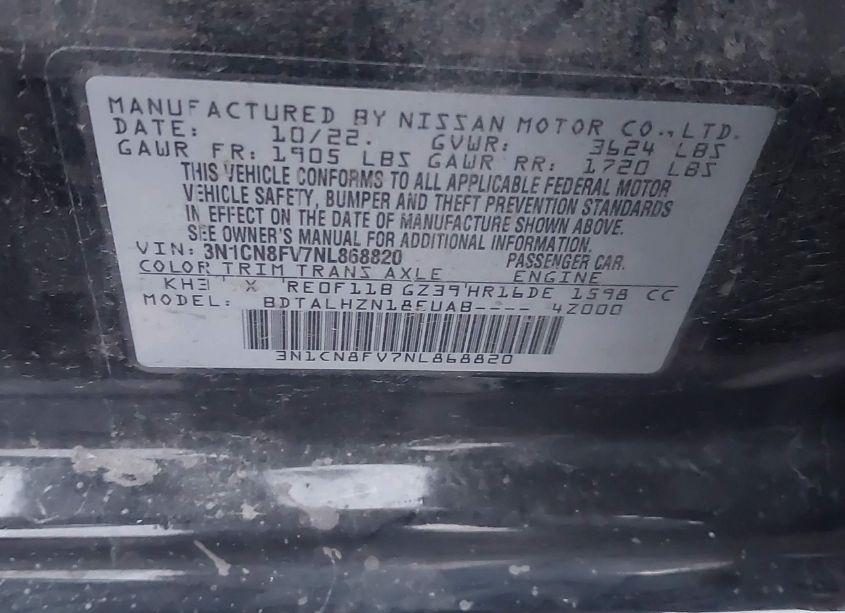 MANUFACTURED BY NISSAN MOTOR CO., LTD.
DATE: 10/22. GVWR: 3624 LBS
GAWR FR: 1905 LBS GAWR RR: 1720 LBS
THIS VEHICLE CONFORMS TO ALL APPLICABLE FEDERAL MOTOR
VEHICLE SAFETY, BUMPER AND THEFT PREVENTION STANDARDS
IN EFFECT ON THE DATE OF MANUFACTURE SHOWN ABOVE.
SEE OWNER'S MANUAL FOR ADDITIONAL INFORMATION.
VIN: 3N1CN8FV7NL868820 PASSENGER CAR.
COLOR TRIM TRANS AXLE ENGINE
KH3 X RE0F11B GZ39 HR16DE 1598 CC
MODEL: BDTALHZN18EUAB---- 4Z000
3N1CN8FV7NL868820